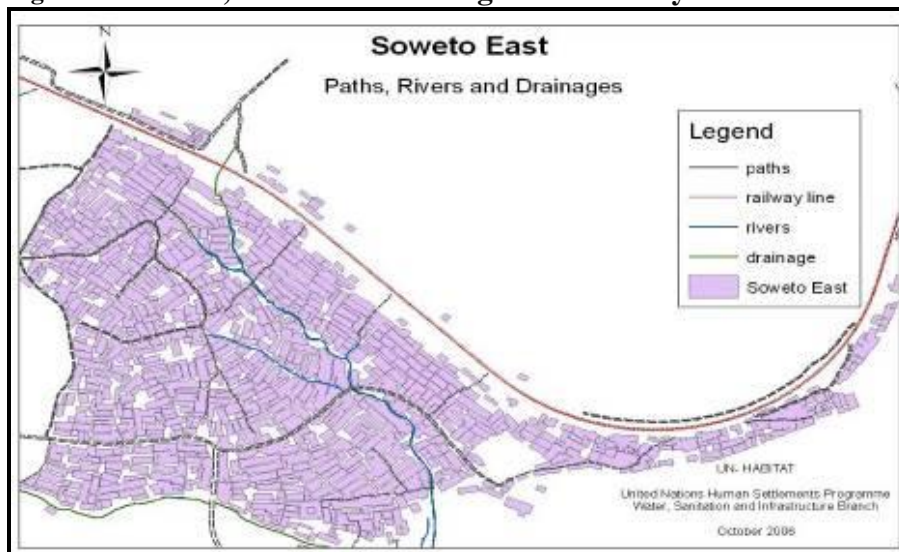 N
Soweto East
Paths, Rivers and Drainages
Legend
paths
railway line
rivers
drainage
Soweto East
UN- HABITAT
United Nations Human Settlements Programme
Water, Sanitation and Infrastructure Branch
October 2006